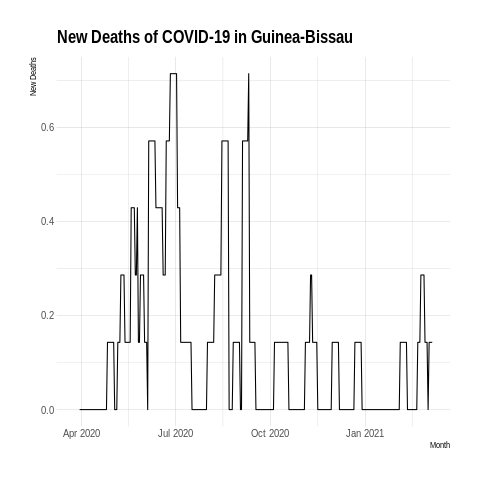 New Deaths of COVID-19 in Guinea-Bissau
New Deaths
0.6
0.4
0.2
0.0
Apr 2020
Jul 2020
Oct 2020
Jan 2021
Month